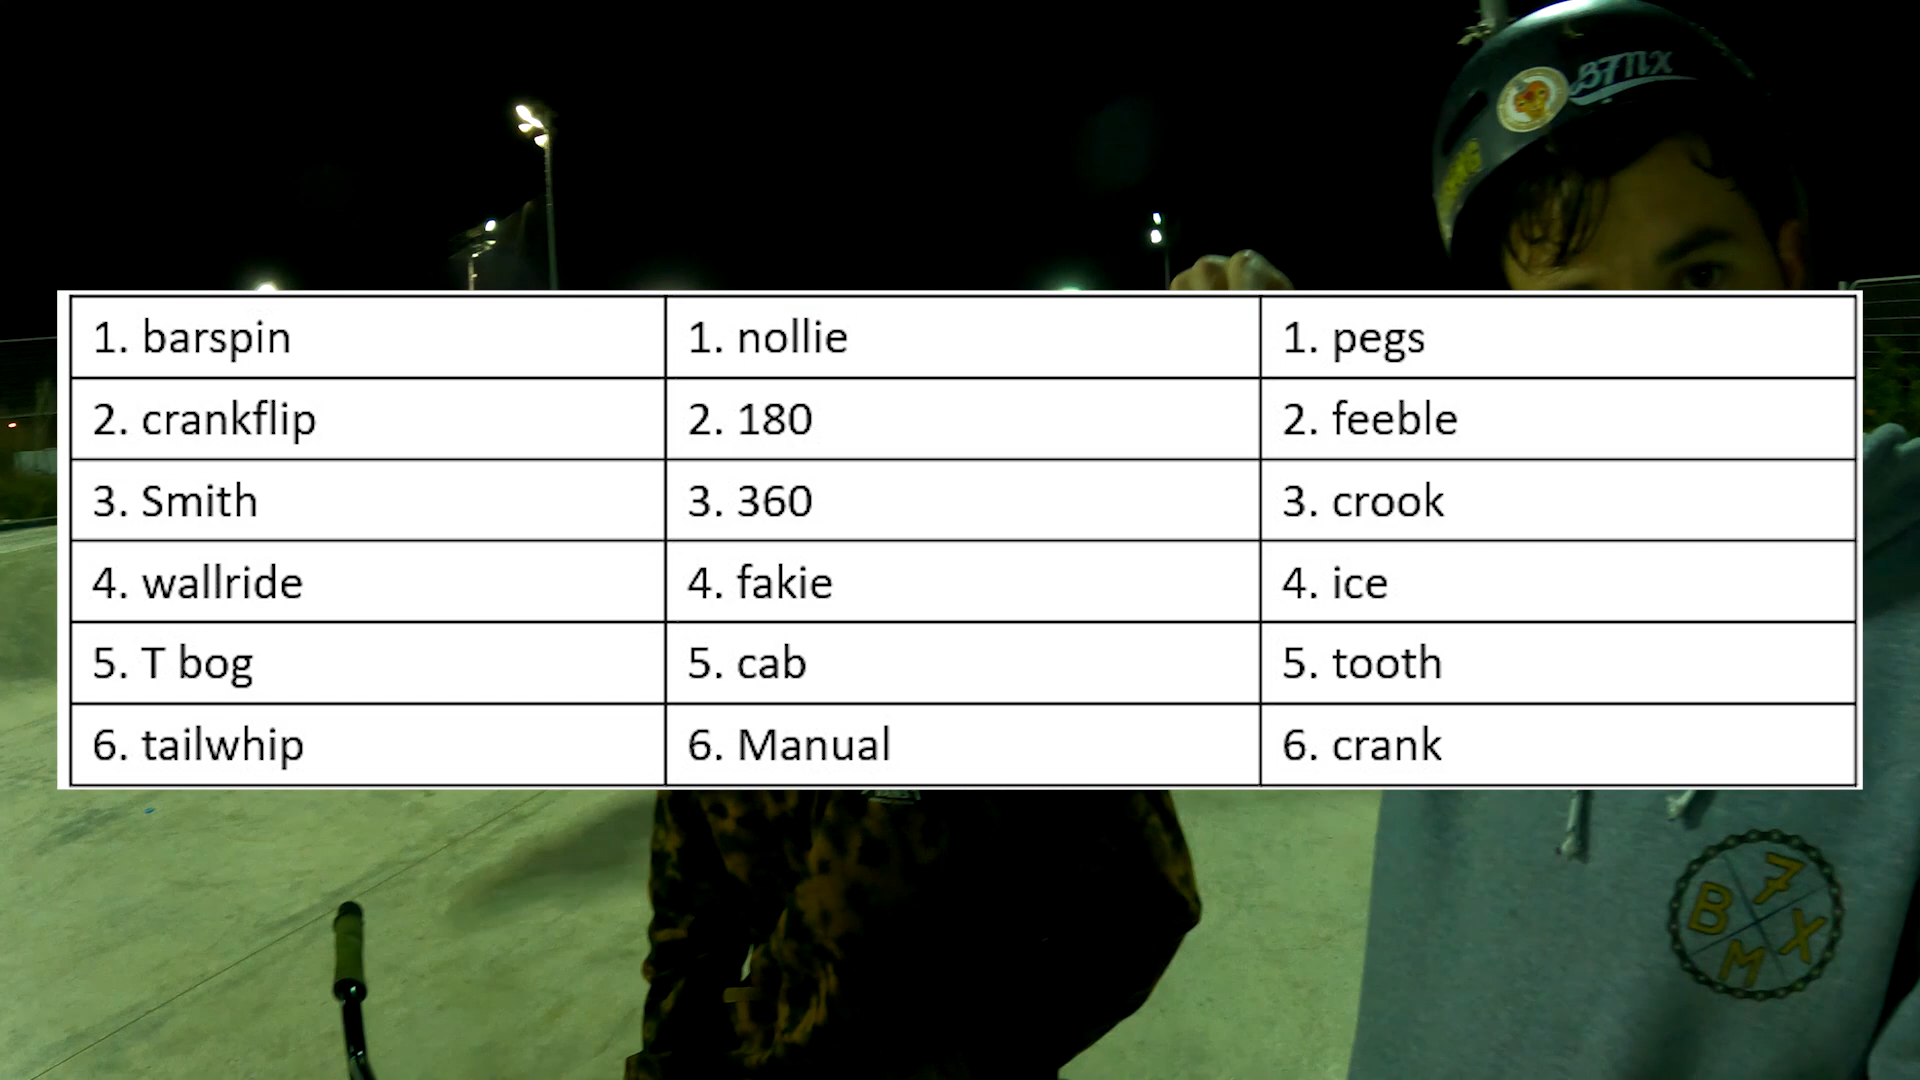 B7MX
1. barspin 1. nollie 1. pegs
2. crankflip 2. 180 2. feeble
3. Smith 3. 360 3. crook
4. wallride 4. fakie 4. ice
5. T bog 5. cab 5. tooth
6. tailwhip 6. Manual 6. crank
B 7 M X